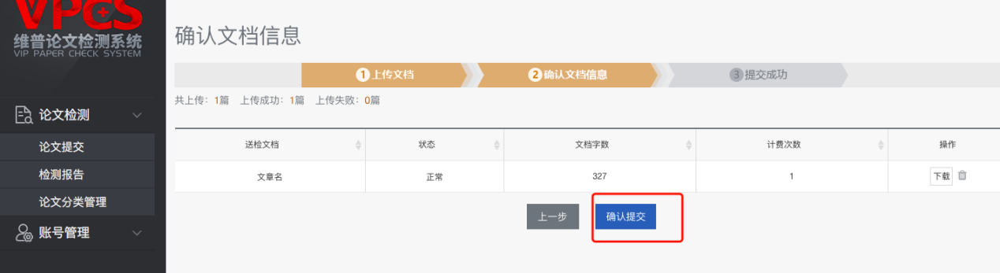 VPCS
维普论文检测系统
VIP PAPER CHECK SYSTEM
论文检测
论文提交
检测报告
论文分类管理
账号管理
确认文档信息
1 上传文档 2 确认文档信息 3 提交成功
共上传：1篇 上传成功：1篇 上传失败：0篇
送检文档 状态 文档字数 计费次数 操作
文章名 正常 327 1 下载
上一步 确认提交